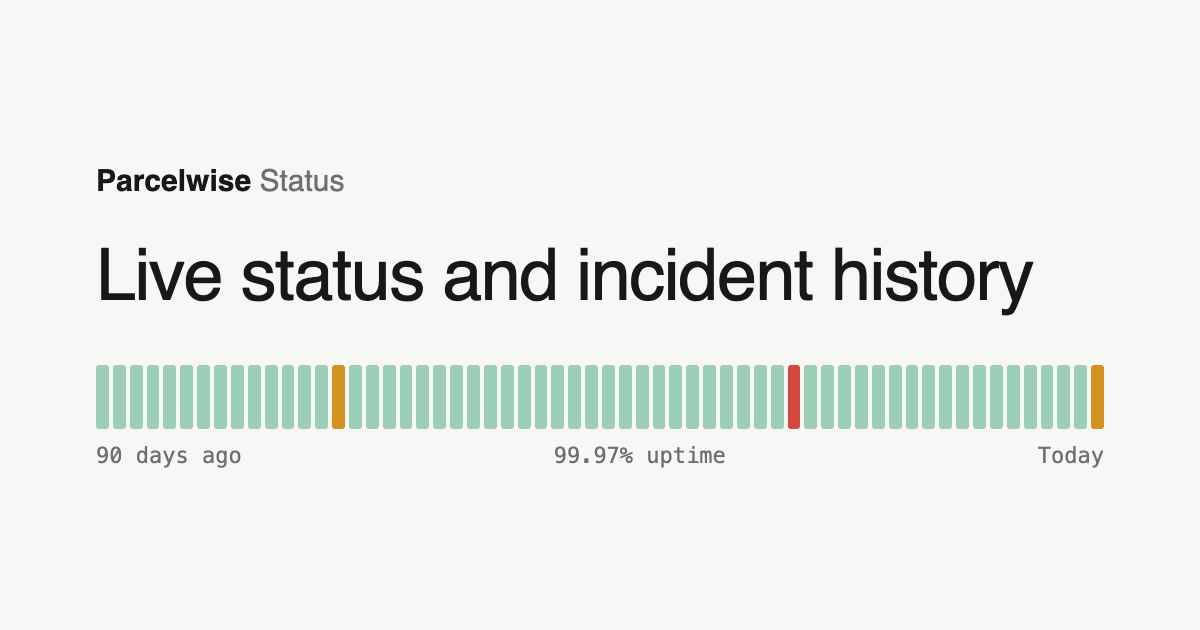 Parcelwise Status
Live status and incident history
90 days ago 99.97% uptime Today